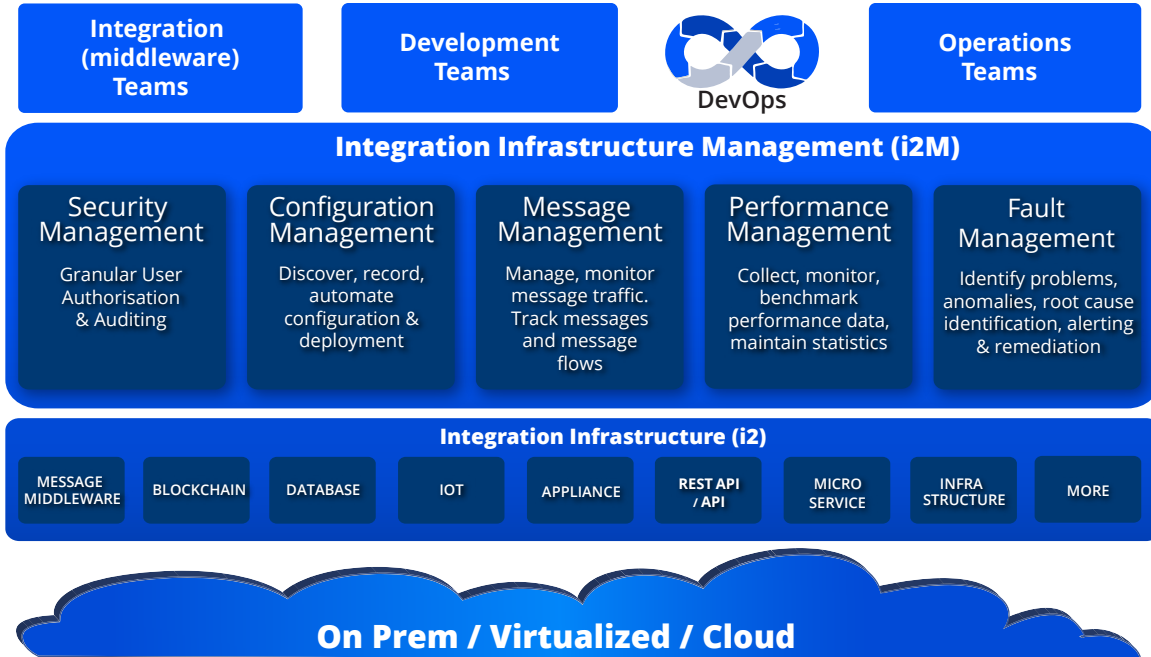 Integration
(middleware)
Teams
Development
Teams
DevOps
Operations
Teams
Integration Infrastructure Management (i2M)
Security
Management
Granular User
Authorisation
& Auditing
Configuration
Management
Discover, record,
automate
configuration &
deployment
Message
Management
Manage, monitor
message traffic.
Track messages
and message
flows
Performance
Management
Collect, monitor,
benchmark
performance data,
maintain statistics
Fault
Management
Identify problems,
anomalies, root cause
identification, alerting
& remediation
Integration Infrastructure (i2)
MESSAGE
MIDDLEWARE
BLOCKCHAIN
DATABASE
IOT
APPLIANCE
REST API
/ API
MICRO
SERVICE
INFRA
STRUCTURE
MORE
On Prem / Virtualized / Cloud